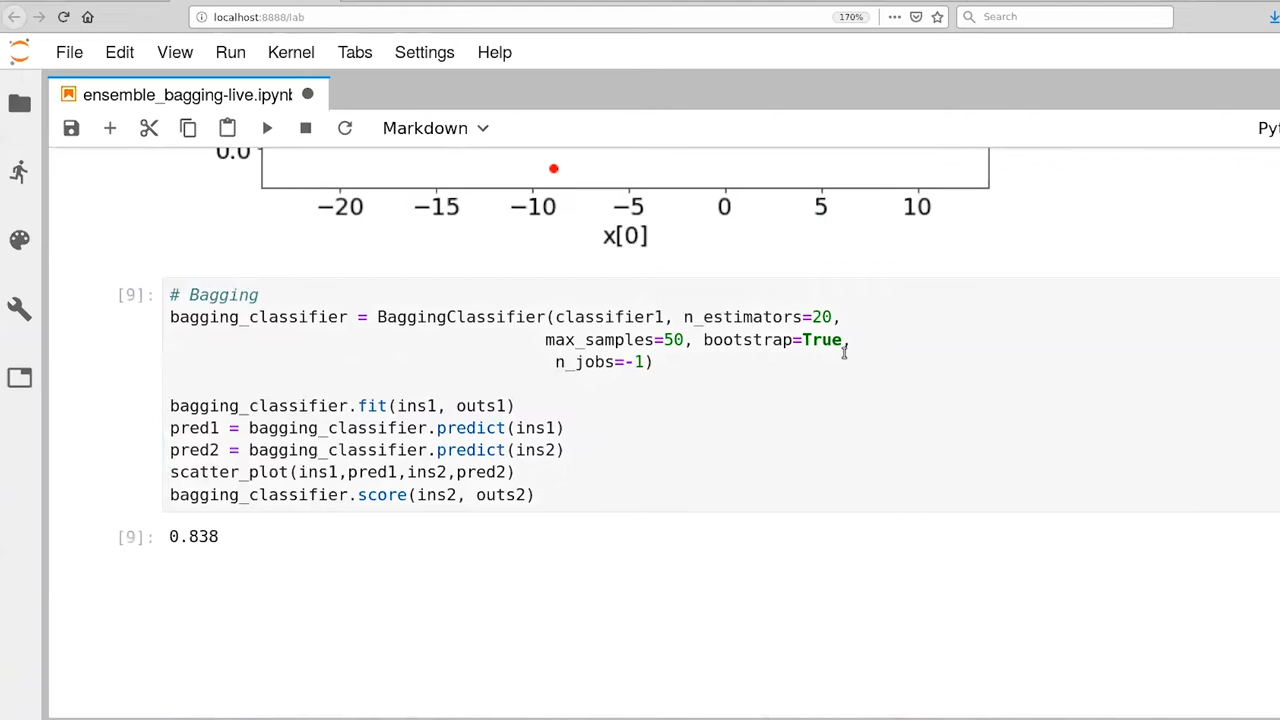 localhost:8888/lab
170%
Search
File Edit View Run Kernel Tabs Settings Help
ensemble_bagging-live.ipynb
Markdown
0.0
−20 −15 −10 −5 0 5 10
x[0]
[9]: # Bagging
bagging_classifier = BaggingClassifier(classifier1, n_estimators=20,
max_samples=50, bootstrap=True,
n_jobs=-1)
bagging_classifier.fit(ins1, outs1)
pred1 = bagging_classifier.predict(ins1)
pred2 = bagging_classifier.predict(ins2)
scatter_plot(ins1,pred1,ins2,pred2)
bagging_classifier.score(ins2, outs2)
[9]: 0.838